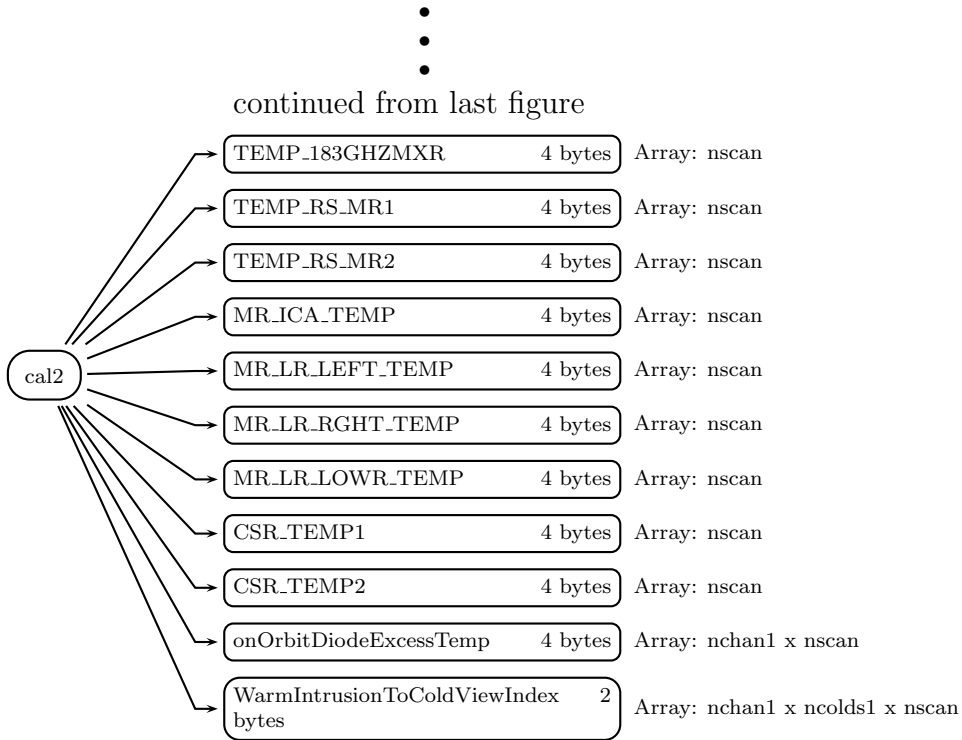 continued from last figure
TEMP_183GHZMXR 4 bytes Array: nscan
TEMP_RS_MR1 4 bytes Array: nscan
TEMP_RS_MR2 4 bytes Array: nscan
MR_ICA_TEMP 4 bytes Array: nscan
MR_LR_LEFT_TEMP 4 bytes Array: nscan
cal2
MR_LR_RGHT_TEMP 4 bytes Array: nscan
MR_LR_LOWR_TEMP 4 bytes Array: nscan
CSR_TEMP1 4 bytes Array: nscan
CSR_TEMP2 4 bytes Array: nscan
onOrbitDiodeExcessTemp 4 bytes Array: nchan1 x nscan
WarmIntrusionToColdViewIndex 2
bytes
Array: nchan1 x ncolds1 x nscan